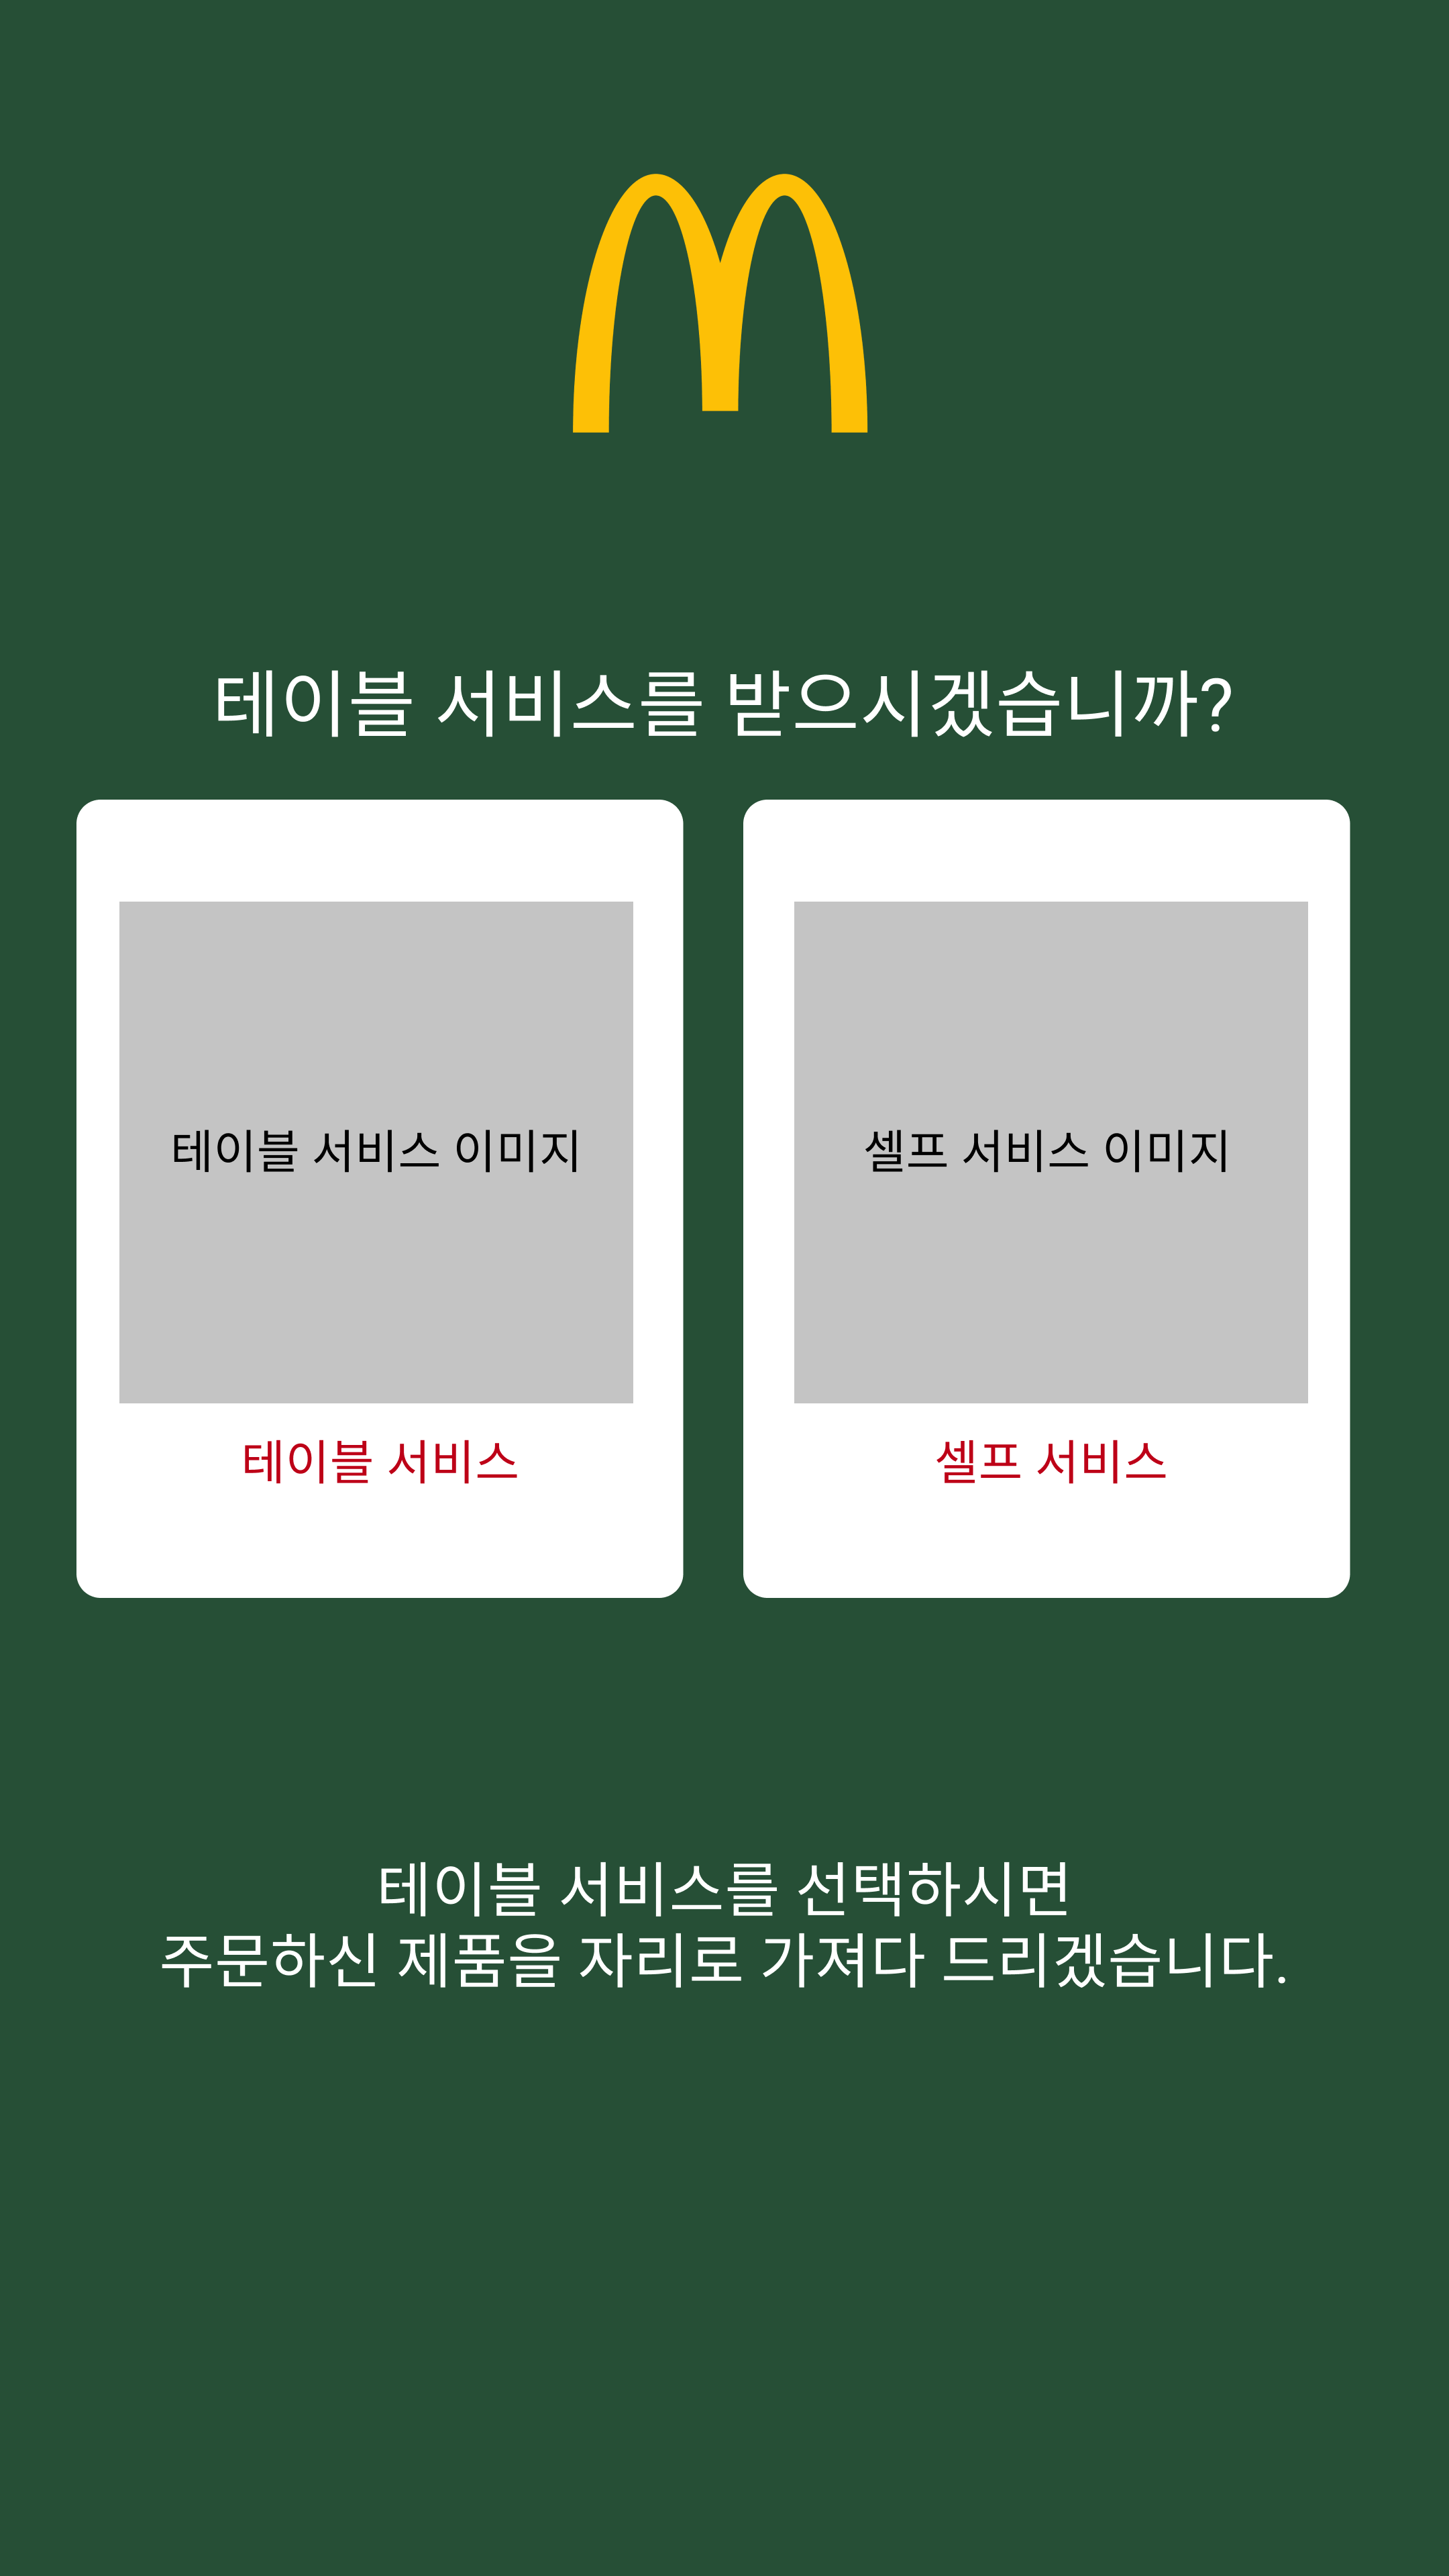 테이블 서비스를 받으시겠습니까?
테이블 서비스 이미지
셀프 서비스 이미지
테이블 서비스
셀프 서비스
테이블 서비스를 선택하시면
주문하신 제품을 자리로 가져다 드리겠습니다.